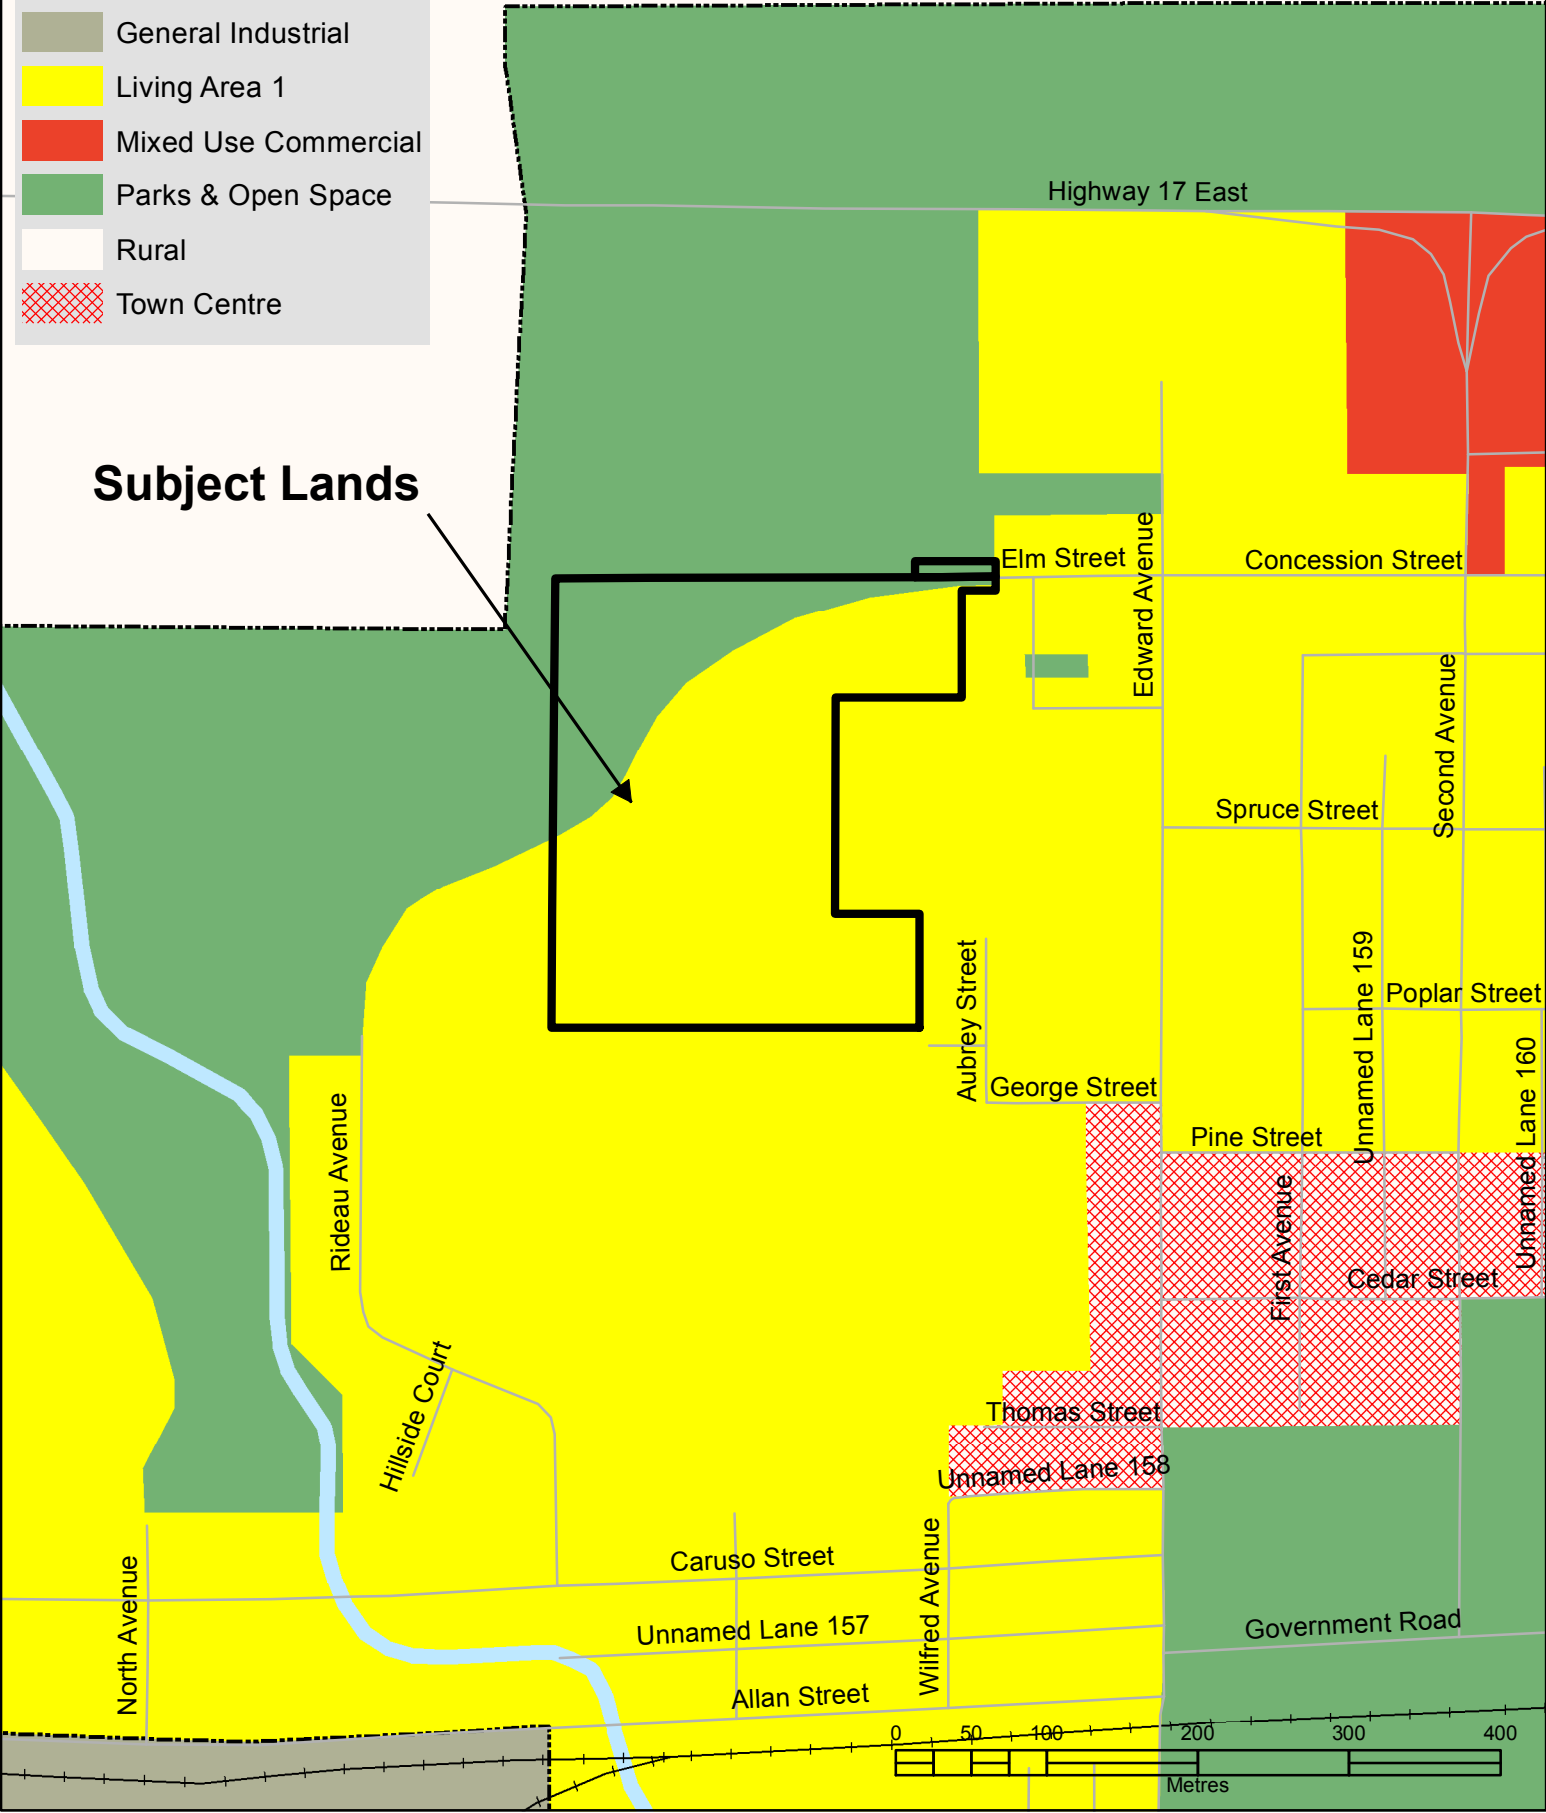 General Industrial
Living Area 1
Mixed Use Commercial
Parks & Open Space
Rural
Town Centre
Highway 17 East
Subject Lands
Elm Street
Concession Street
Edward Avenue
Second Avenue
Spruce Street
Unnamed Lane 159
Aubrey Street
Poplar Street
Unnamed Lane 160
George Street
Rideau Avenue
Pine Street
First Avenue
Cedar Street
Hillside Court
Thomas Street
Unnamed Lane 158
Caruso Street
Wilfred Avenue
North Avenue
Unnamed Lane 157
Government Road
Allan Street
0 50 100 200 300 400
Metres